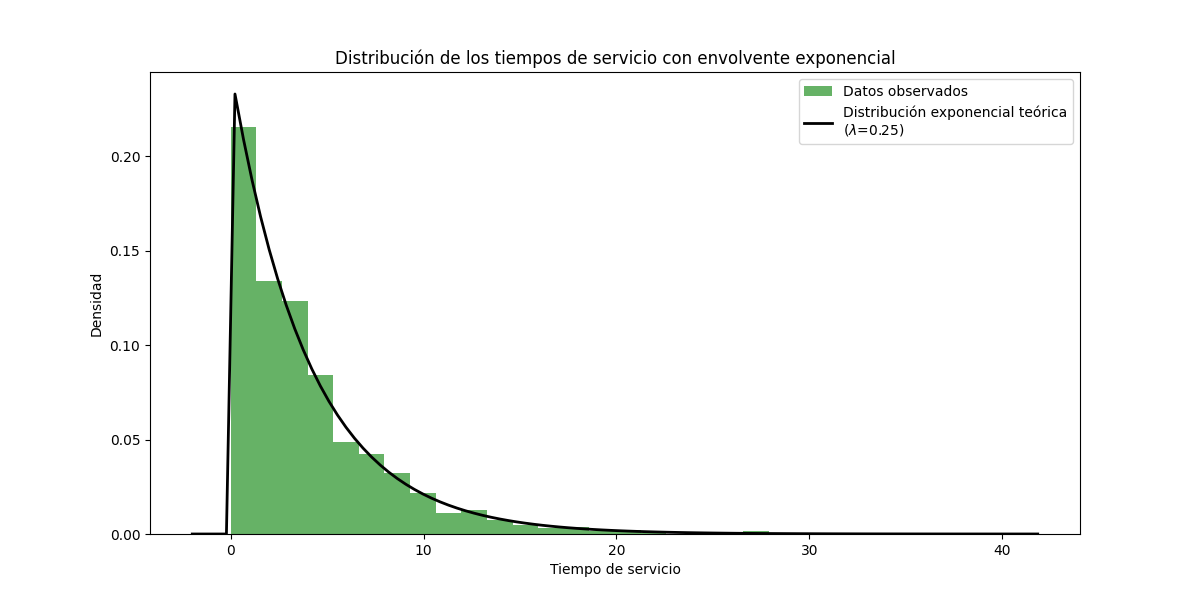 Distribución de los tiempos de servicio con envolvente exponencial
Datos observados
Distribución exponencial teórica
(λ=0.25)
Densidad
0.20
0.15
0.10
0.05
0.00
0 10 20 30 40
Tiempo de servicio